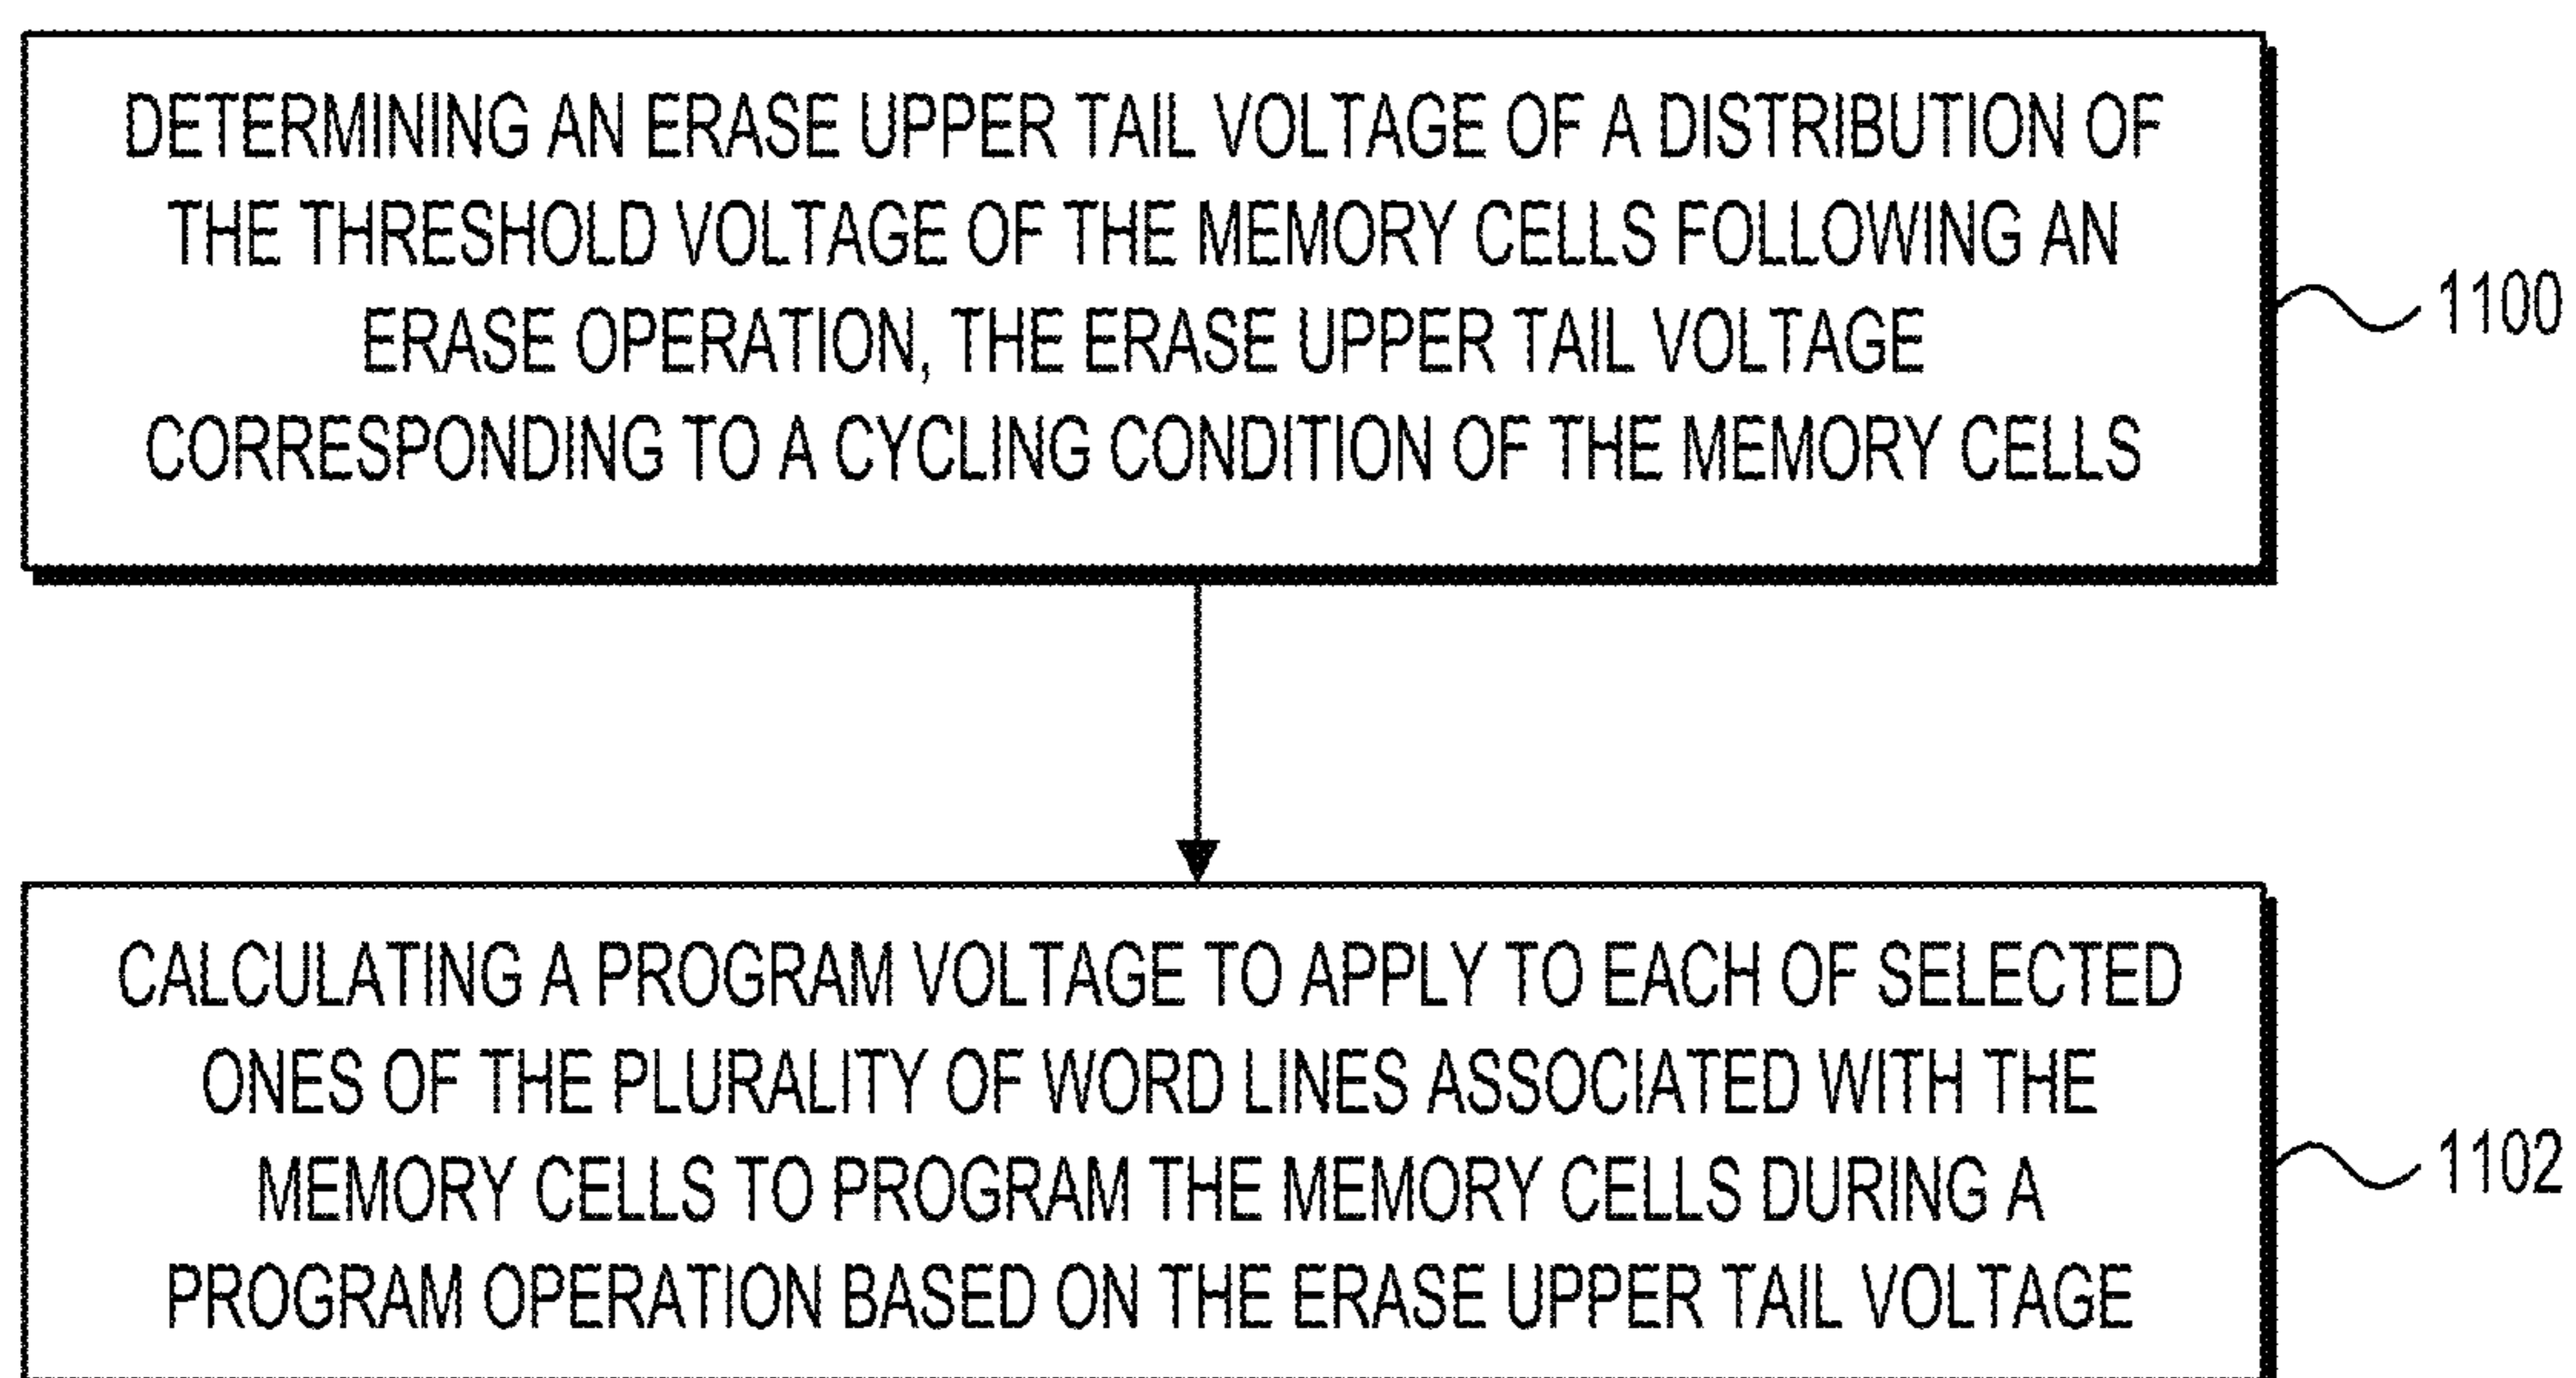 DETERMINING AN ERASE UPPER TAIL VOLTAGE OF A DISTRIBUTION OF
THE THRESHOLD VOLTAGE OF THE MEMORY CELLS FOLLOWING AN
ERASE OPERATION, THE ERASE UPPER TAIL VOLTAGE
CORRESPONDING TO A CYCLING CONDITION OF THE MEMORY CELLS
1100
CALCULATING A PROGRAM VOLTAGE TO APPLY TO EACH OF SELECTED
ONES OF THE PLURALITY OF WORD LINES ASSOCIATED WITH THE
MEMORY CELLS TO PROGRAM THE MEMORY CELLS DURING A
PROGRAM OPERATION BASED ON THE ERASE UPPER TAIL VOLTAGE
1102